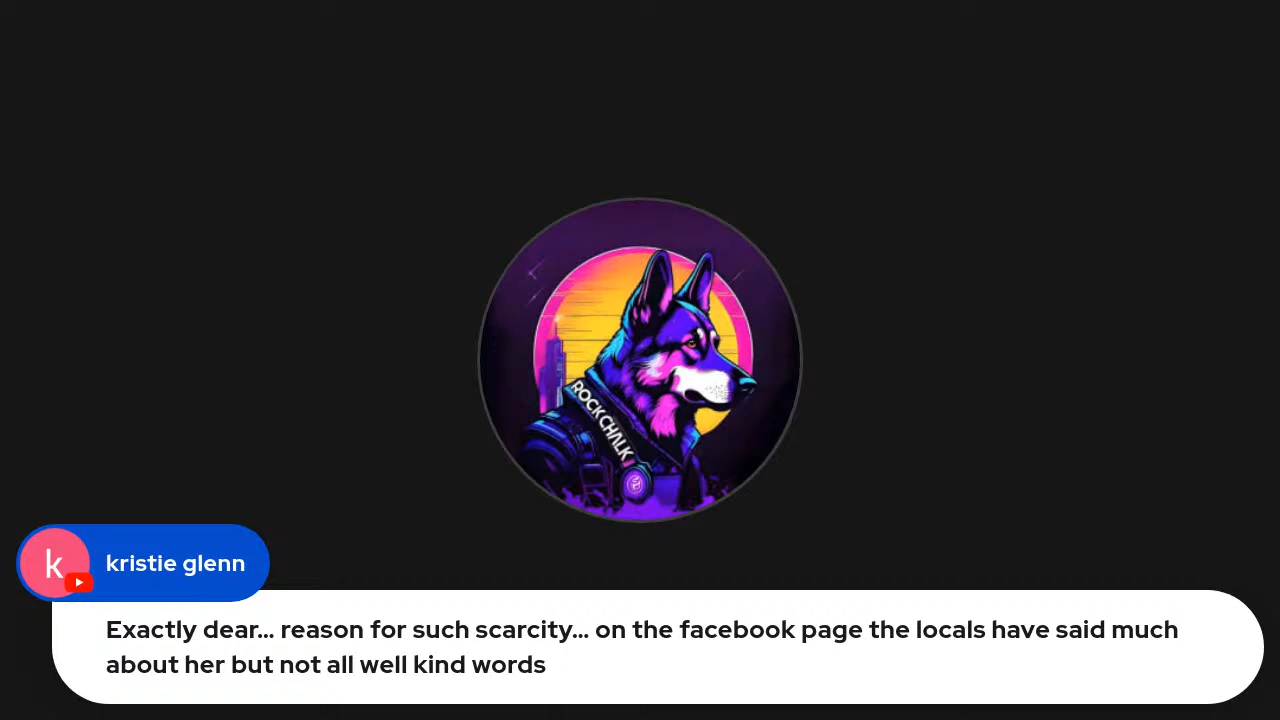 ROCK CHALK
k
kristie glenn
Exactly dear... reason for such scarcity... on the facebook page the locals have said much
about her but not all well kind words